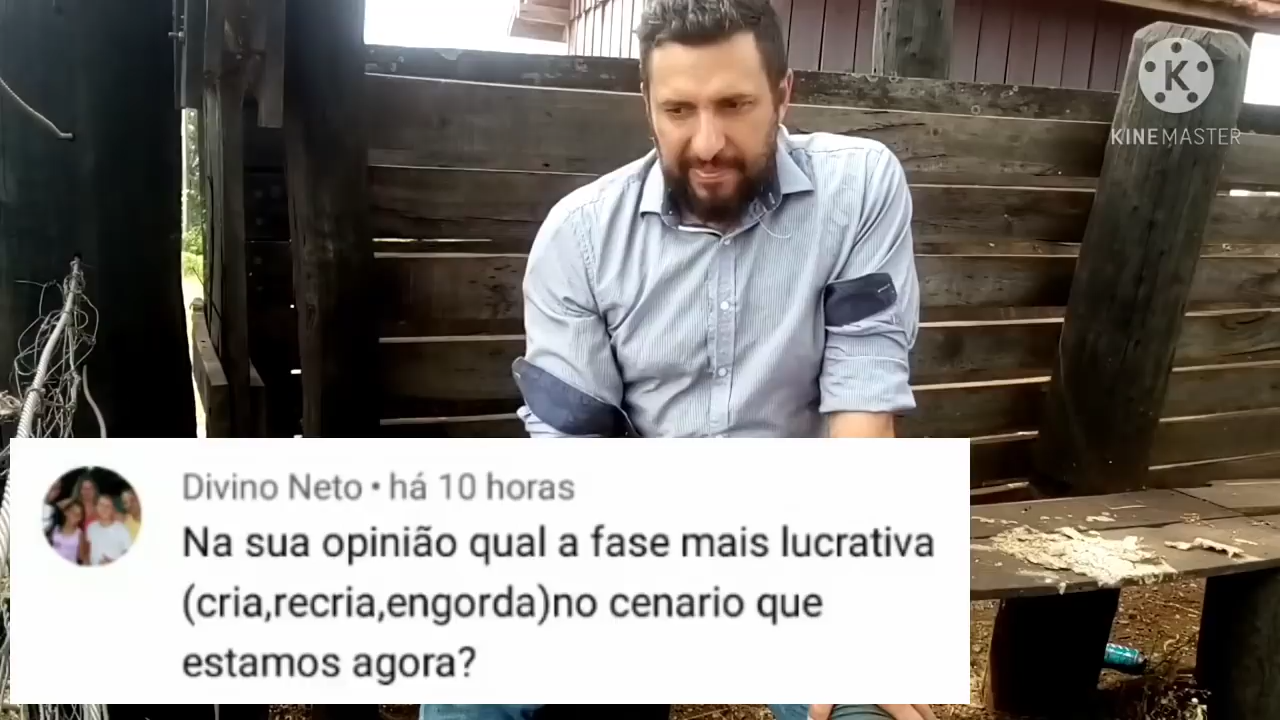 K
KINEMASTER
Divino Neto • há 10 horas
Na sua opinião qual a fase mais lucrativa
(cria,recria,engorda)no cenario que
estamos agora?